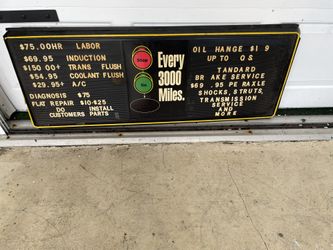 $75.00HR LABOR
$69.95 INDUCTION
$150.00+ TRANS FLUSH
$54.95 COOLANT FLUSH
$29.95+ A/C
DIAGNOSIS $75
FLAT REPAIR $10-$25
DO INSTALL
CUSTOMERS PARTS
Stop
Go
Every
3000
Miles.
OIL HANGE $1 9
UP TO Q S
TANDARD
BR AKE SERVICE
$69 .95 PE RAXLE
SHOCKS, STRUTS,
TRANSMISSION
SERVICE
AND
MORE